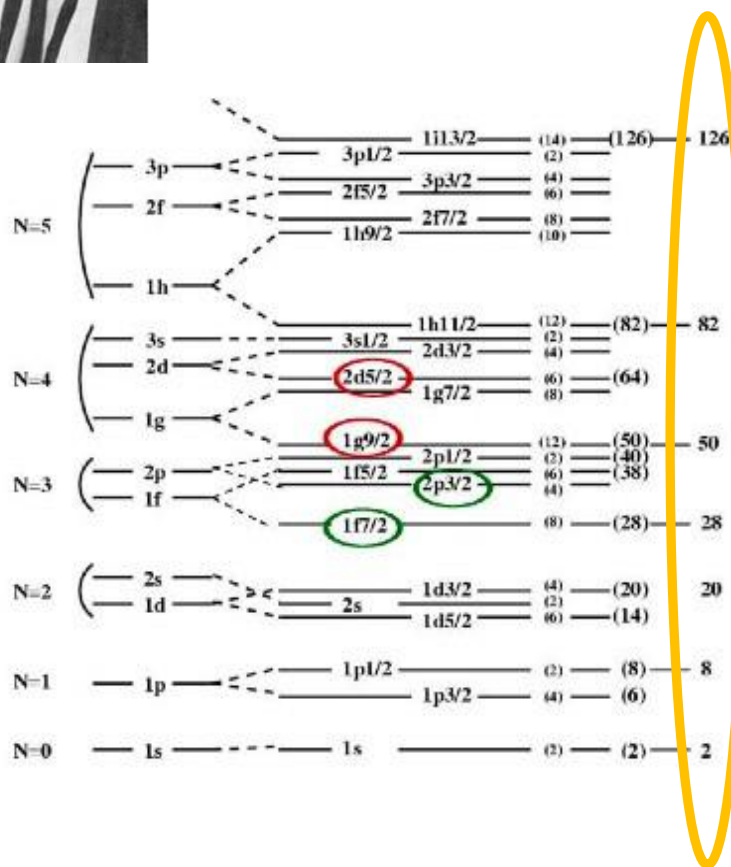 1i13/2 (14) (126) 126
3p 3p1/2 (2)
3p3/2 (4)
2f 2f5/2 (6)
N=5 2f7/2 (8)
1h9/2 (10)
1h
1h11/2 (12) (82) 82
3s 3s1/2 (2)
2d 2d3/2 (4)
N=4 2d5/2 (6) (64)
1g7/2 (8)
1g
1g9/2 (12) (50) 50
2p1/2 (2) (40)
2p 1f5/2 (6) (38)
N=3 2p3/2 (4)
1f
1f7/2 (8) (28) 28
2s
N=2 1d3/2 (4) (20) 20
1d 2s (2)
1d5/2 (6) (14)
1p1/2 (2) (8) 8
N=1 1p
1p3/2 (4) (6)
N=0 1s 1s (2) (2) 2